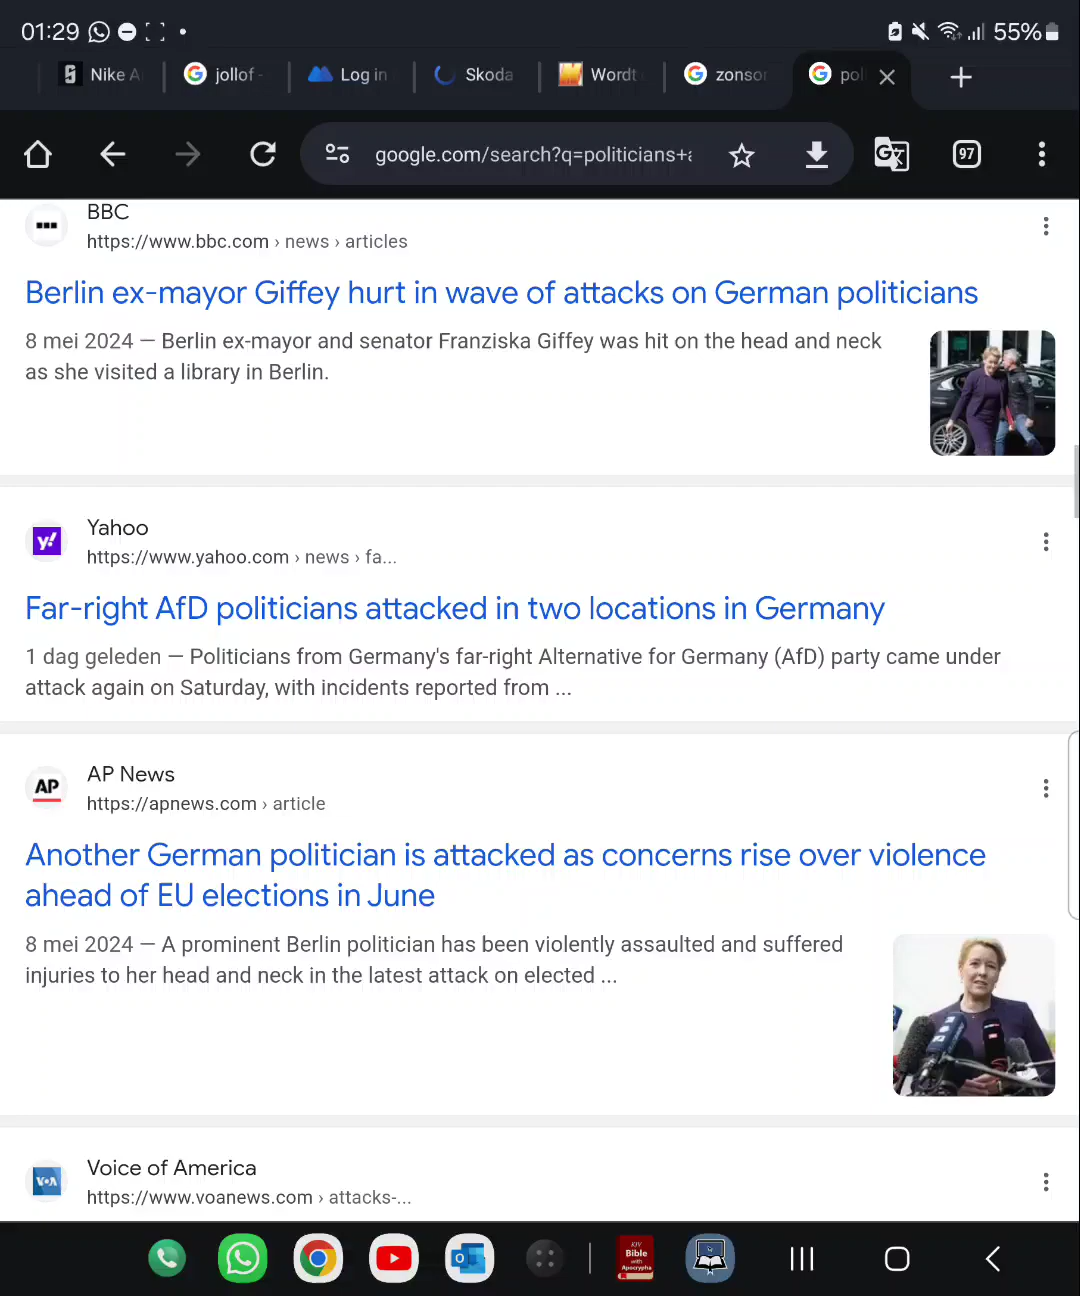 01:29 55%
Nike A jollof - Log in Skoda Wordt zonsor pol
google.com/search?q=politicians+a 97
BBC
https://www.bbc.com › news › articles
Berlin ex-mayor Giffey hurt in wave of attacks on German politicians
8 mei 2024 — Berlin ex-mayor and senator Franziska Giffey was hit on the head and neck
as she visited a library in Berlin.
Yahoo
https://www.yahoo.com › news › fa...
Far-right AfD politicians attacked in two locations in Germany
1 dag geleden — Politicians from Germany's far-right Alternative for Germany (AfD) party came under
attack again on Saturday, with incidents reported from ...
AP
AP News
https://apnews.com › article
Another German politician is attacked as concerns rise over violence
ahead of EU elections in June
8 mei 2024 — A prominent Berlin politician has been violently assaulted and suffered
injuries to her head and neck in the latest attack on elected ...
VOA
Voice of America
https://www.voanews.com › attacks-...
KJV
Bible
with
Apocrypha